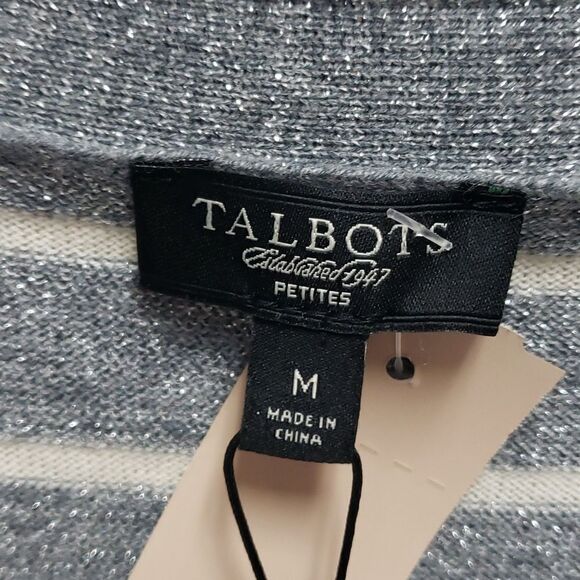 TALBOTS
Established 1947
PETITES
M
MADE IN
CHINA